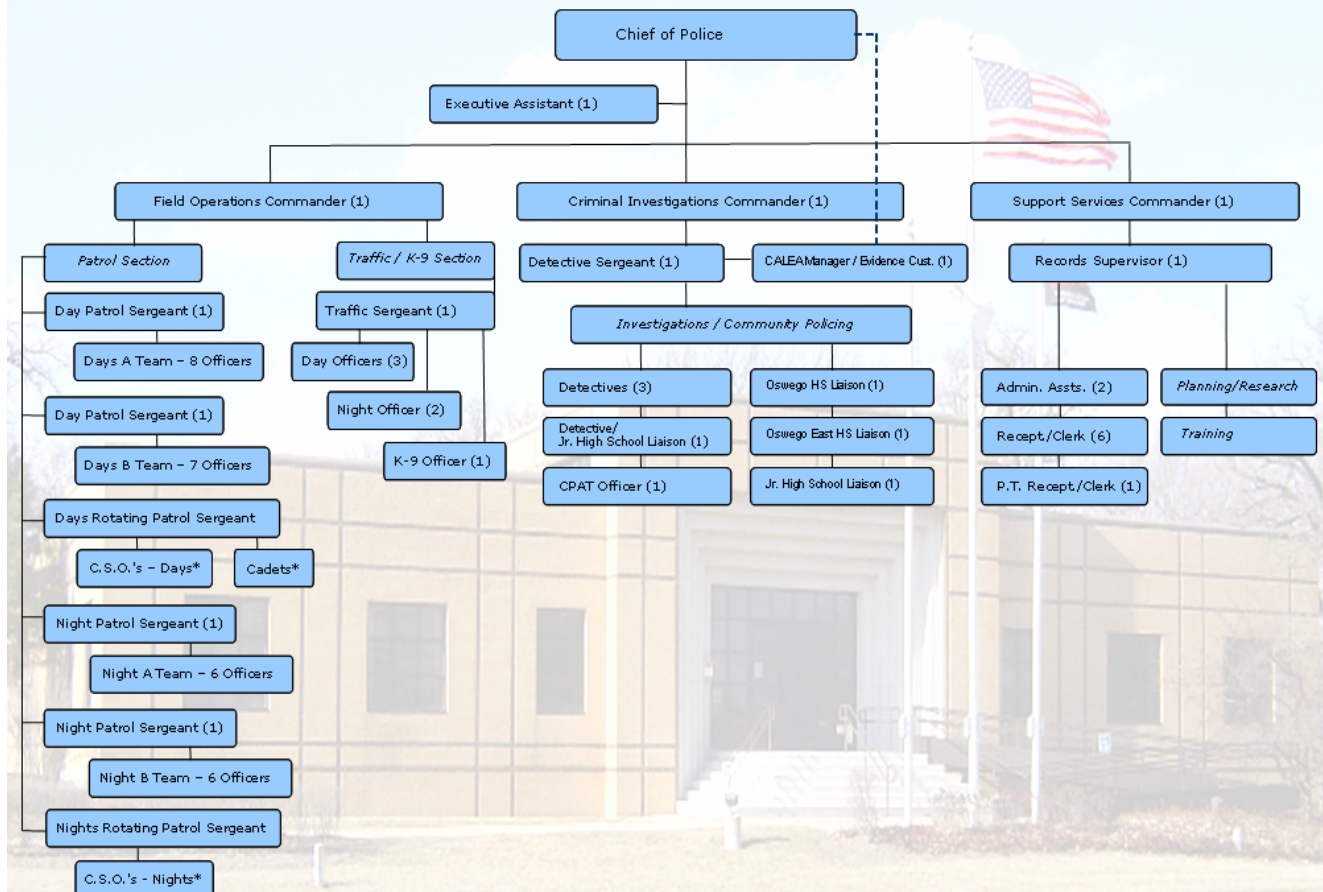 Chief of Police
Executive Assistant (1)
Field Operations Commander (1)
Criminal Investigations Commander (1)
Support Services Commander (1)
Patrol Section
Traffic / K-9 Section
Detective Sergeant (1)
CALEA Manager / Evidence Cust. (1)
Records Supervisor (1)
Day Patrol Sergeant (1)
Days A Team – 8 Officers
Day Patrol Sergeant (1)
Days B Team – 7 Officers
Days Rotating Patrol Sergeant
C.S.O.'s – Days*
Cadets*
Night Patrol Sergeant (1)
Night A Team – 6 Officers
Night Patrol Sergeant (1)
Night B Team – 6 Officers
Nights Rotating Patrol Sergeant
C.S.O.'s - Nights*
Traffic Sergeant (1)
Day Officers (3)
Night Officer (2)
K-9 Officer (1)
Investigations / Community Policing
Detectives (3)
Detective/
Jr. High School Liaison (1)
CPAT Officer (1)
Oswego HS Liaison (1)
Oswego East HS Liaison (1)
Jr. High School Liaison (1)
Admin. Assts. (2)
Recept./Clerk (6)
P.T. Recept./Clerk (1)
Planning/Research
Training